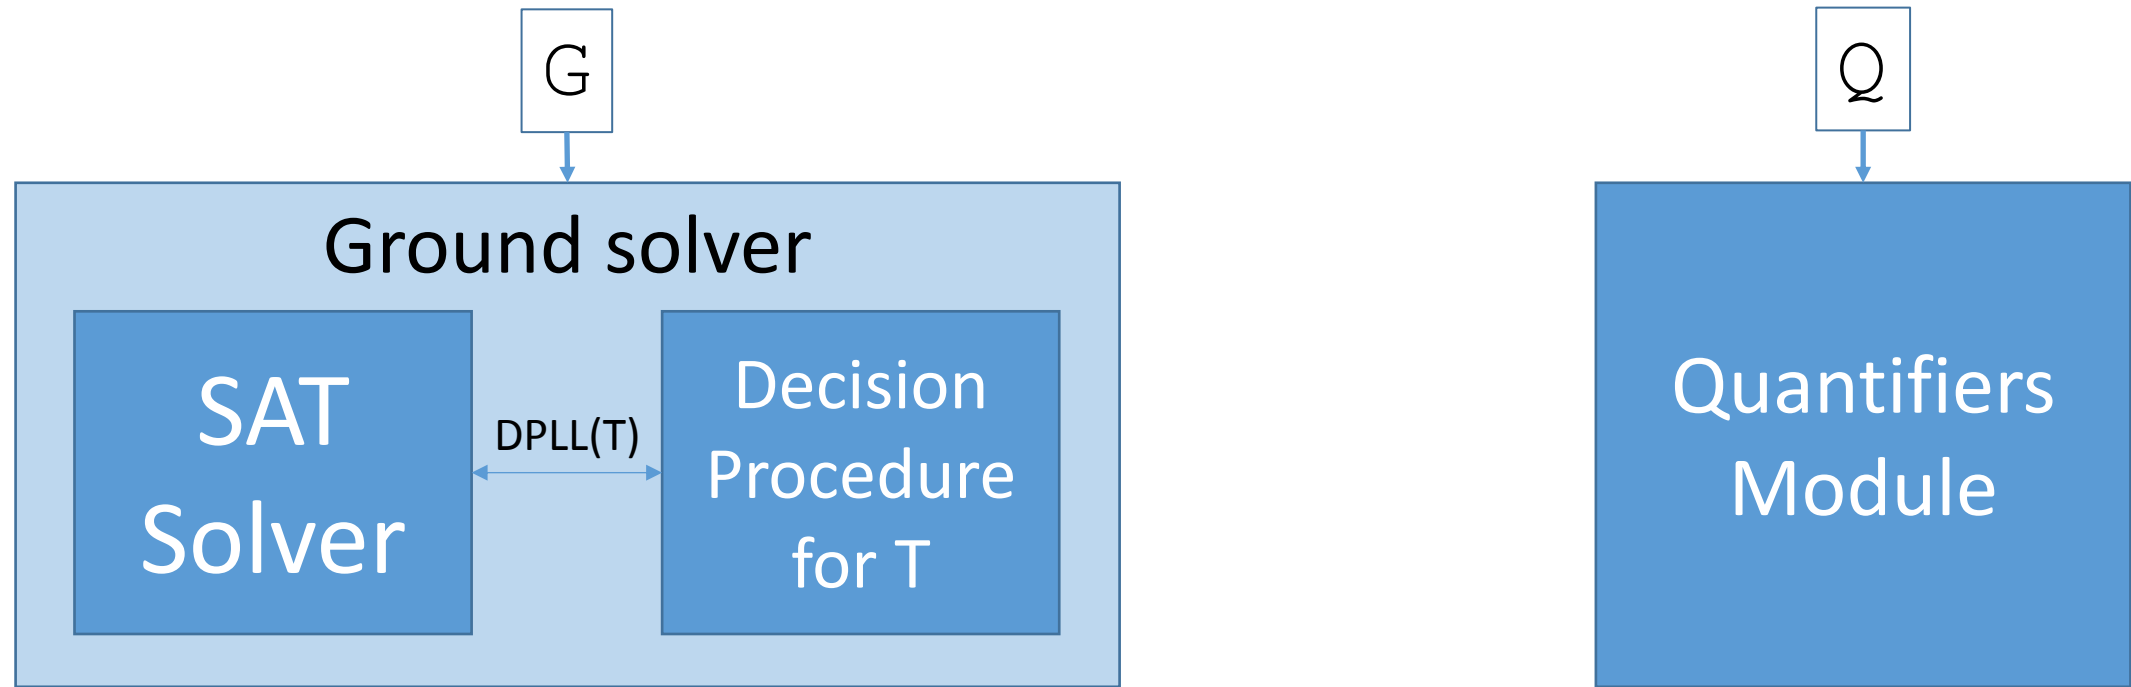 G
Q
Ground solver
SAT
Solver
DPLL(T)
Decision
Procedure
for T
Quantifiers
Module